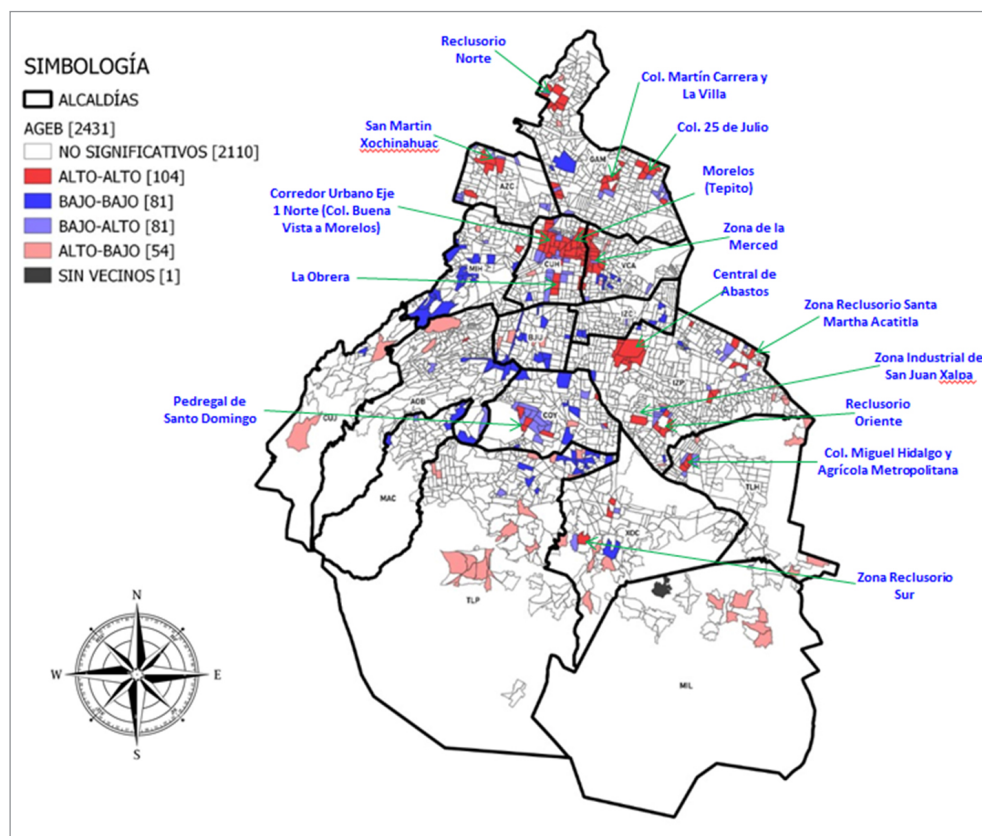 SIMBOLOGÍA
ALCALDÍAS
AGEB [2431]
NO SIGNIFICATIVOS [2110]
ALTO-ALTO [104]
BAJO-BAJO [81]
BAJO-ALTO [81]
ALTO-BAJO [54]
SIN VECINOS [1]
Reclusorio
Norte
Col. Martín Carrera y
La Villa
Col. 25 de Julio
San Martin
Xochinahuac
Morelos
(Tepito)
Corredor Urbano Eje
1 Norte (Col. Buena
Vista a Morelos)
Zona de la
Merced
La Obrera
Central de
Abastos
Zona Reclusorio Santa
Martha Acatitla
Zona Industrial de
San Juan Xalpa
Pedregal de
Santo Domingo
Reclusorio
Oriente
Col. Miguel Hidalgo y
Agrícola Metropolitana
Zona Reclusorio
Sur
GAM
AZC
MIH
CUH
VCA
IZC
BJU
IZP
AOB
COY
CUJ
MAC
TLH
XOC
TLP
MIL
N
W
E
S